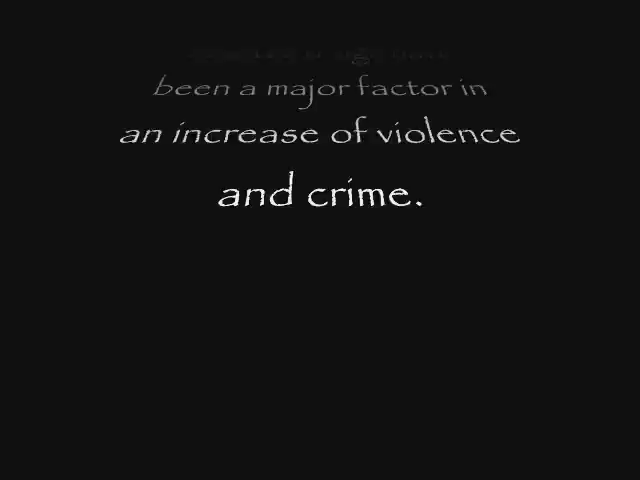 been a major factor in
an increase of violence
and crime.